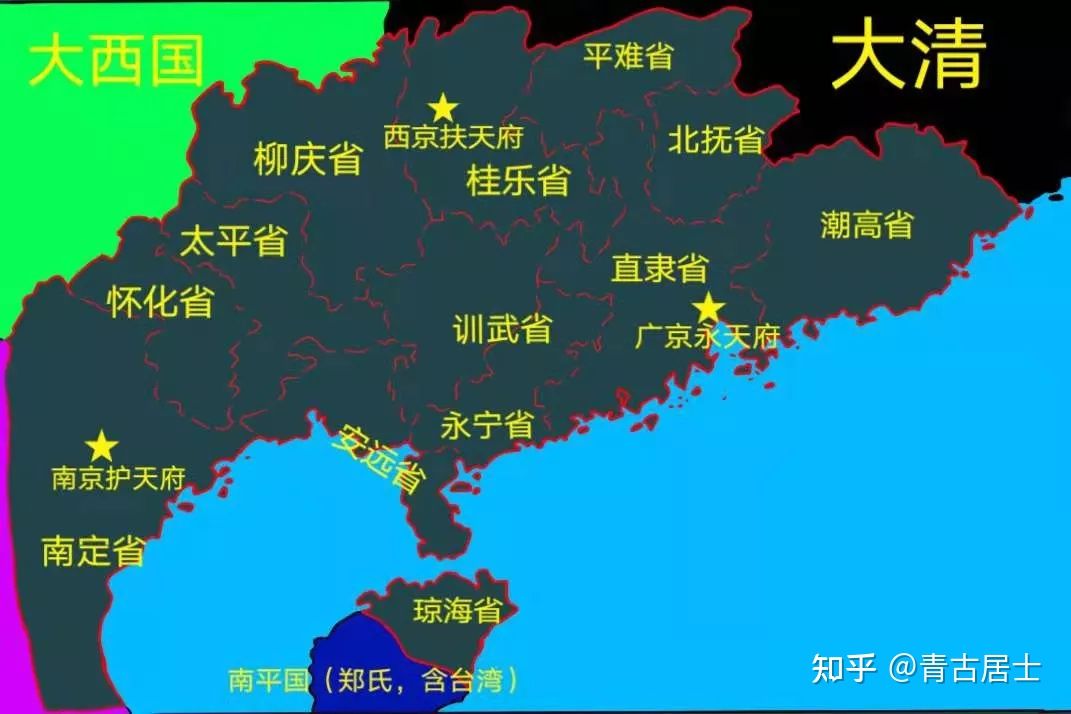 大西国
大清
平难省
西京扶天府
北抚省
柳庆省
桂乐省
潮高省
太平省
直隶省
怀化省
训武省
广京永天府
永宁省
安远省
南京护天府
南定省
琼海省
南平国（郑氏，含台湾）
知乎 @青古居士